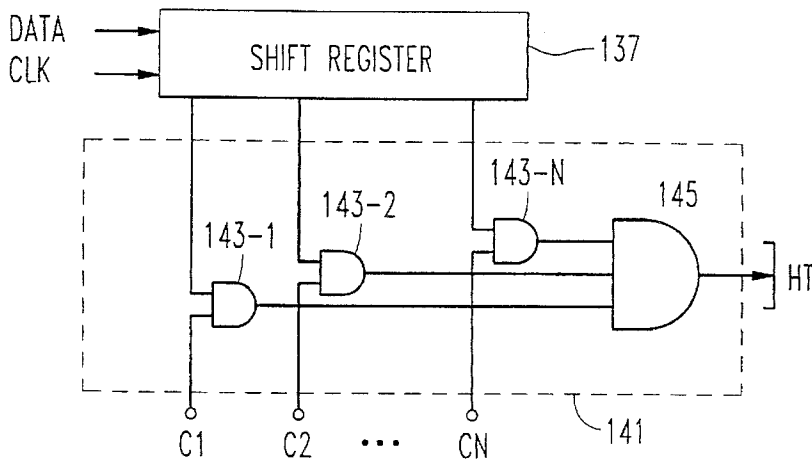 DATA
CLK
SHIFT REGISTER
137
143-N
145
143-2
143-1
HT
C1 C2 ••• CN
141